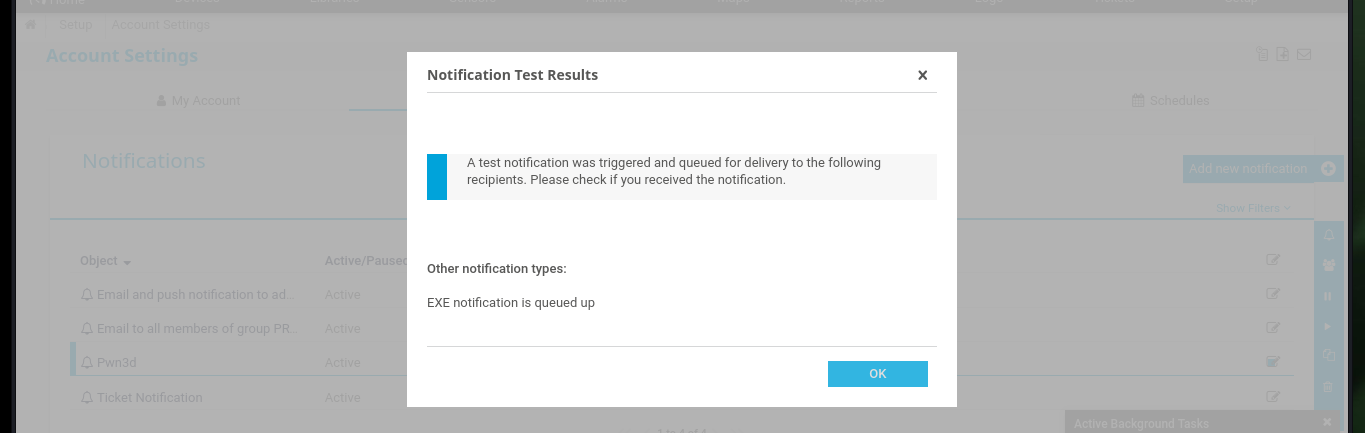 Home
Setup Account Settings
Account Settings
Notification Test Results
My Account
Schedules
A test notification was triggered and queued for delivery to the following
recipients. Please check if you received the notification.
Notifications
Add new notification
Show Filters
Object
Active/Paused
Other notification types:
Email and push notification to ad...
Active
EXE notification is queued up
Email to all members of group PR...
Active
Pwn3d
Active
OK
Ticket Notification
Active
Active Background Tasks